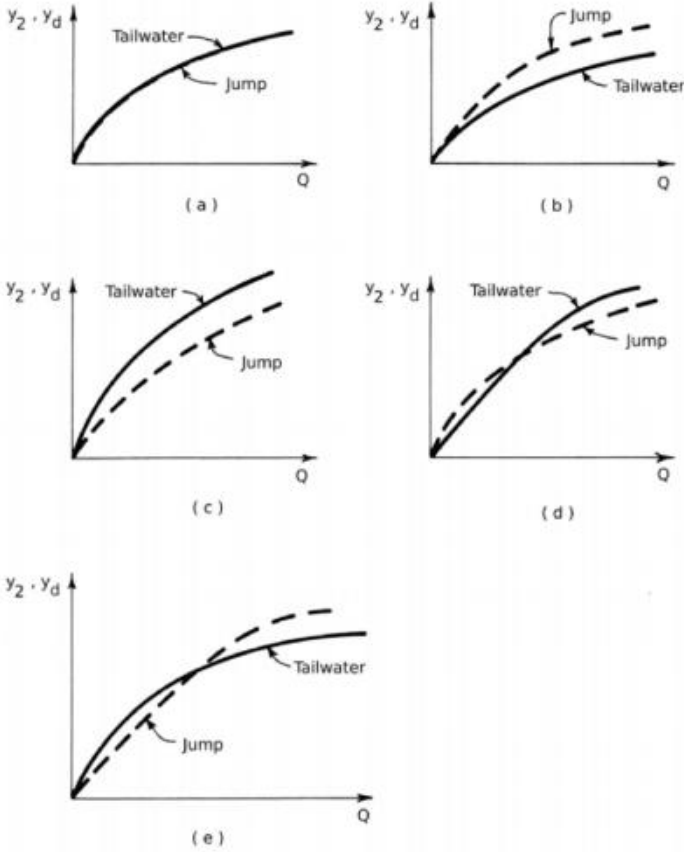 y2 , yd
Tailwater
Jump
Q
( a )
y2 , yd
Jump
Tailwater
Q
( b )
y2 , yd
Tailwater
Jump
Q
( c )
y2 , yd
Tailwater
Jump
Q
( d )
y2 , yd
Tailwater
Jump
Q
( e )